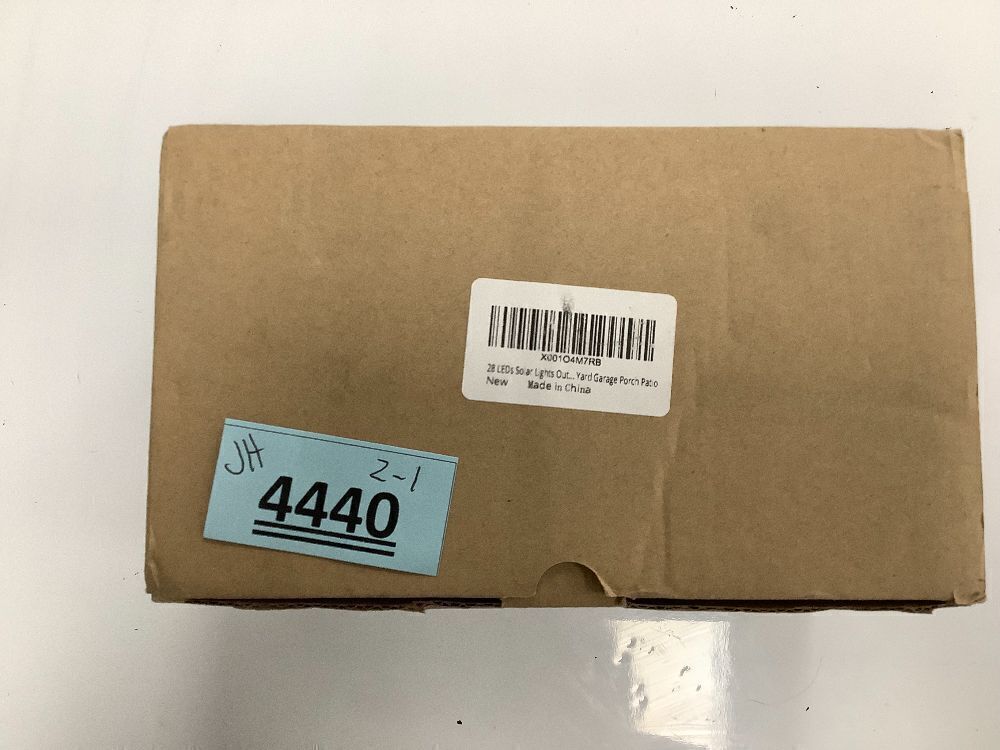 X001O4M7RB
28 LEDs Solar Lights Out... Yard Garage Porch Patio
New Made in China
JH 2-1
4440